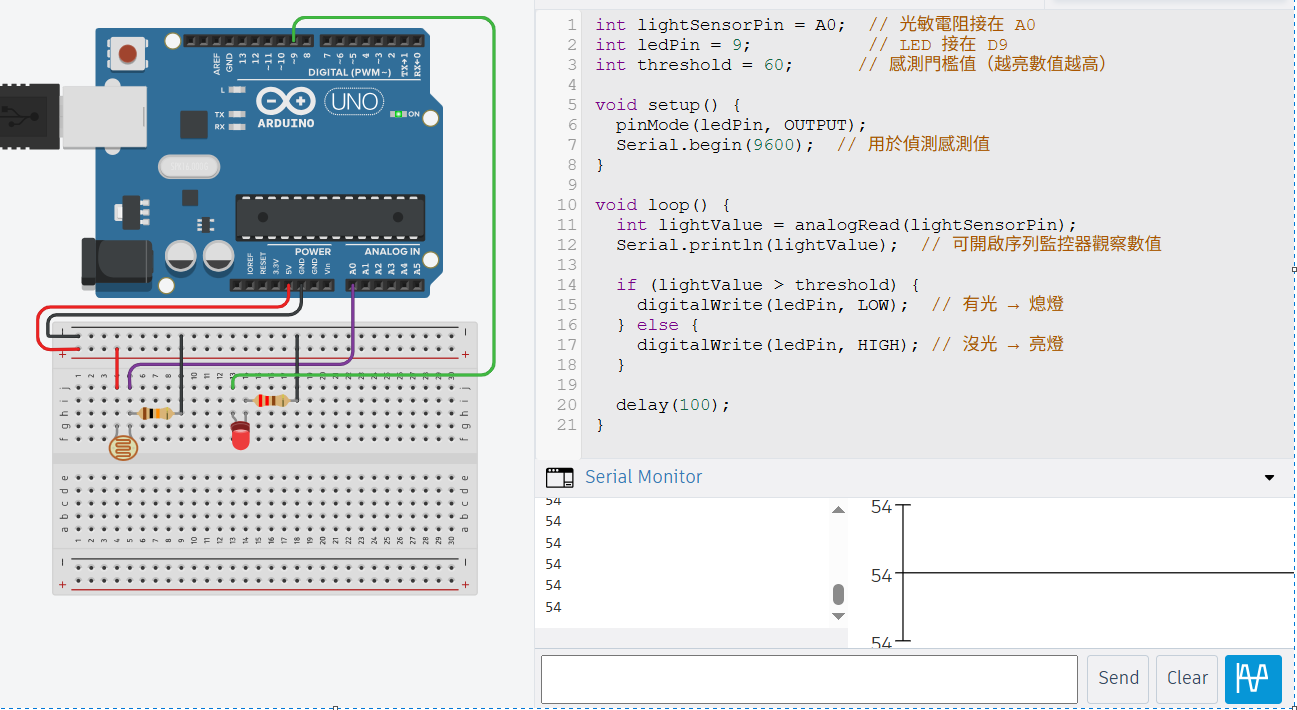 AREF
GND
13
12
~11
~10
~9
8
7
~6
~5
4
~3
2
TX→1
RX←0
DIGITAL (PWM~)
L
TX
RX
ARDUINO
UNO
ON
POWER
ANALOG IN
IOREF
RESET
3.3V
5V
GND
GND
Vin
A0
A1
A2
A3
A4
A5
1 int lightSensorPin = A0;  // 光敏電阻接在 A0
2 int ledPin = 9;           // LED 接在 D9
3 int threshold = 60;      // 感測門檻值（越亮數值越高）
4
5 void setup() {
6   pinMode(ledPin, OUTPUT);
7   Serial.begin(9600);  // 用於偵測感測值
8 }
9
10 void loop() {
11   int lightValue = analogRead(lightSensorPin);
12   Serial.println(lightValue);  // 可開啟序列監控器觀察數值
13
14   if (lightValue > threshold) {
15     digitalWrite(ledPin, LOW);  // 有光 → 熄燈
16   } else {
17     digitalWrite(ledPin, HIGH); // 沒光 → 亮燈
18   }
19
20   delay(100);
21 }
Serial Monitor
54
54
54
54
54
54
54
54
54
Send
Clear